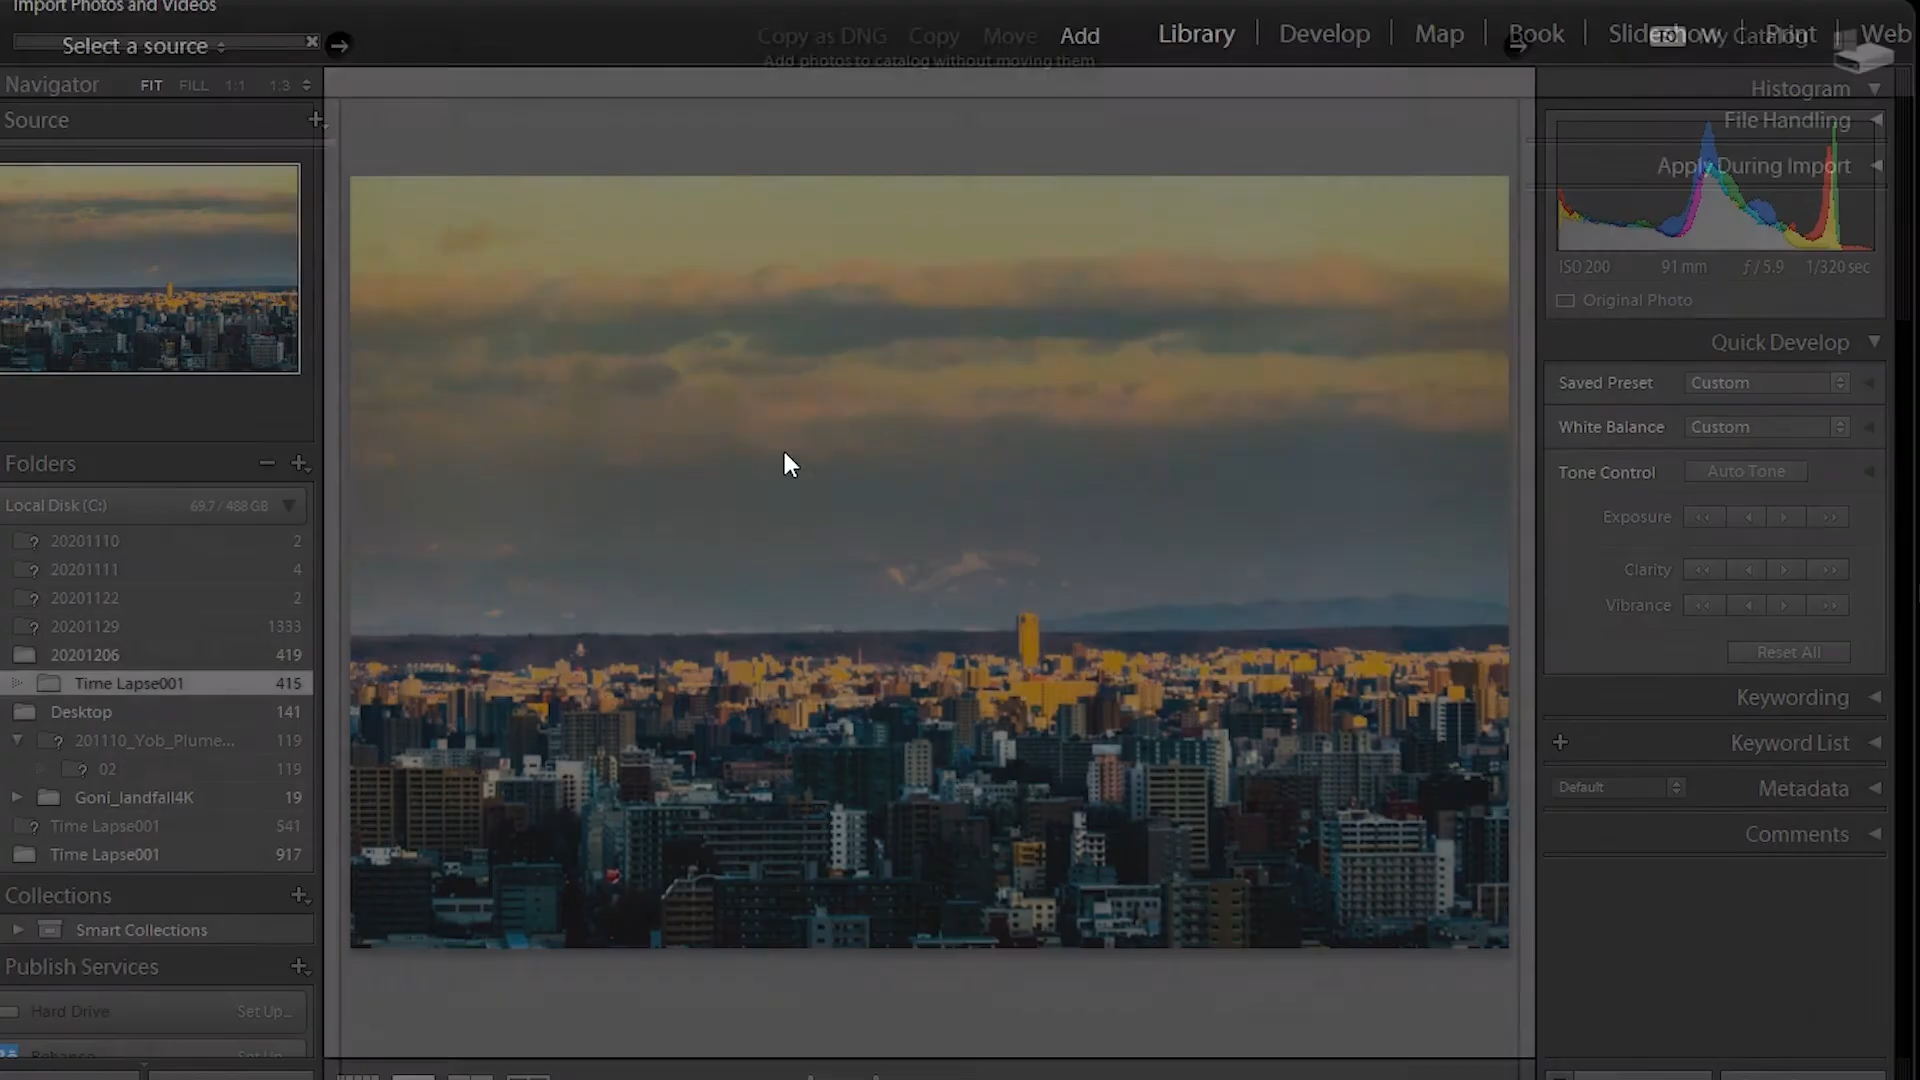 Import Photos and Videos
Select a source
Copy as DNG Copy Move Add
Add photos to catalog without moving them
Library Develop Map Book Slideshow Print Web
My Catalog
Navigator FIT FILL 1:1 1:3
Source
Folders
Local Disk (C:) 69.7 / 488 GB
20201110 2
20201111 4
20201122 2
20201129 1333
20201206 419
Time Lapse001 415
Desktop 141
201110_Yob_Plume... 119
02 119
Goni_landfall4K 19
Time Lapse001 541
Time Lapse001 917
Collections
Smart Collections
Publish Services
Hard Drive Set Up...
Behance Set Up...
Histogram
File Handling
Apply During Import
ISO 200 91 mm ƒ / 5.9 1/320 sec
Original Photo
Quick Develop
Saved Preset Custom
White Balance Custom
Tone Control Auto Tone
Exposure
Clarity
Vibrance
Reset All
Keywording
Keyword List
Default Metadata
Comments